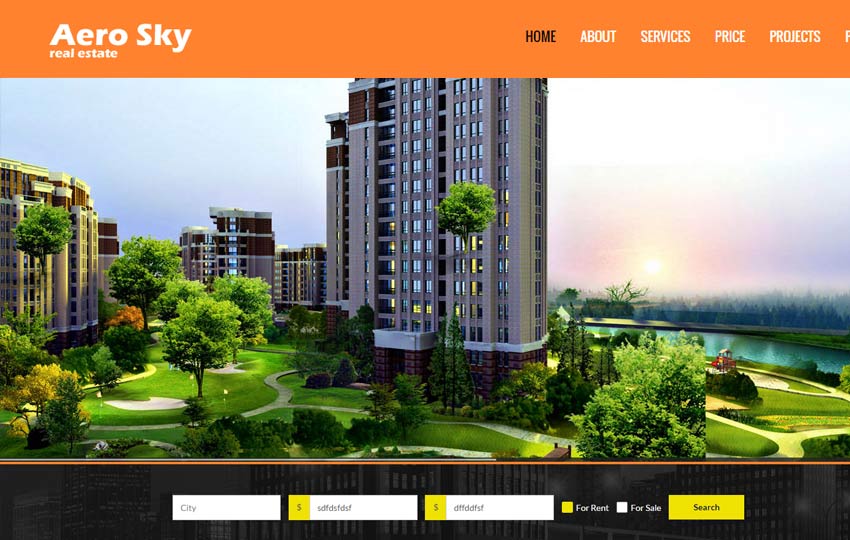 Aero Sky
real estate
HOME ABOUT SERVICES PRICE PROJECTS
City $ sdfdsfdsf $ dffddfsf For Rent For Sale Search